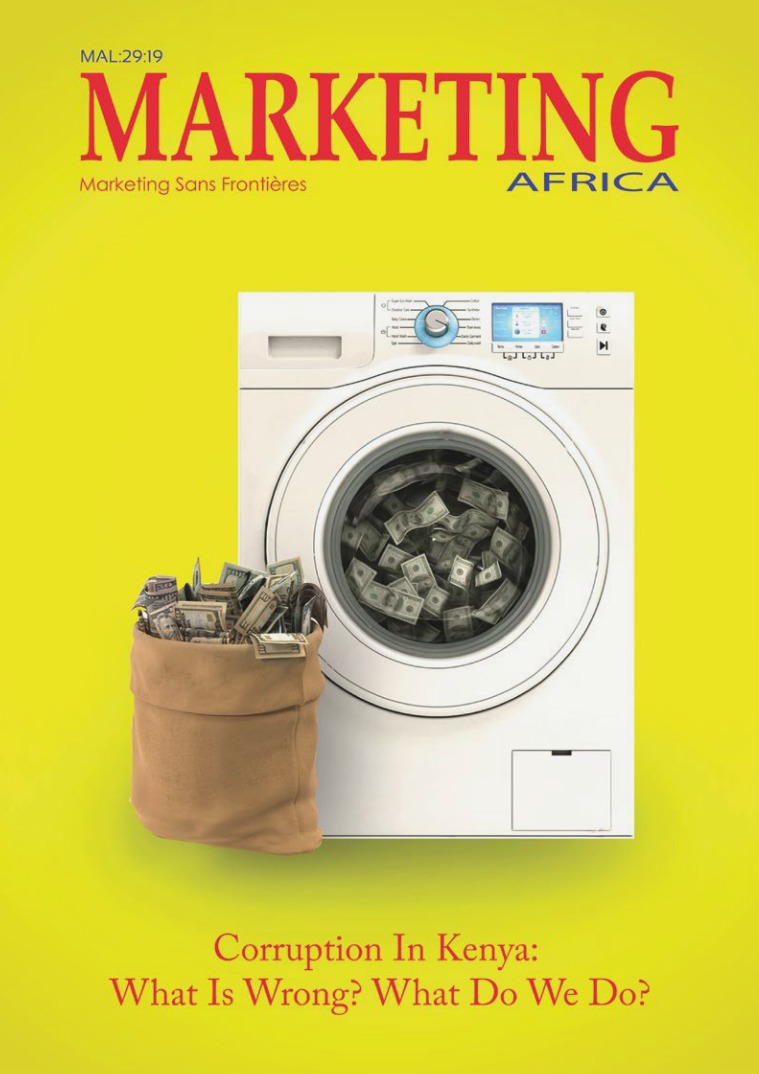 MAL:29:19
MARKETING
AFRICA
Marketing Sans Frontières
Corruption In Kenya:
What Is Wrong? What Do We Do?